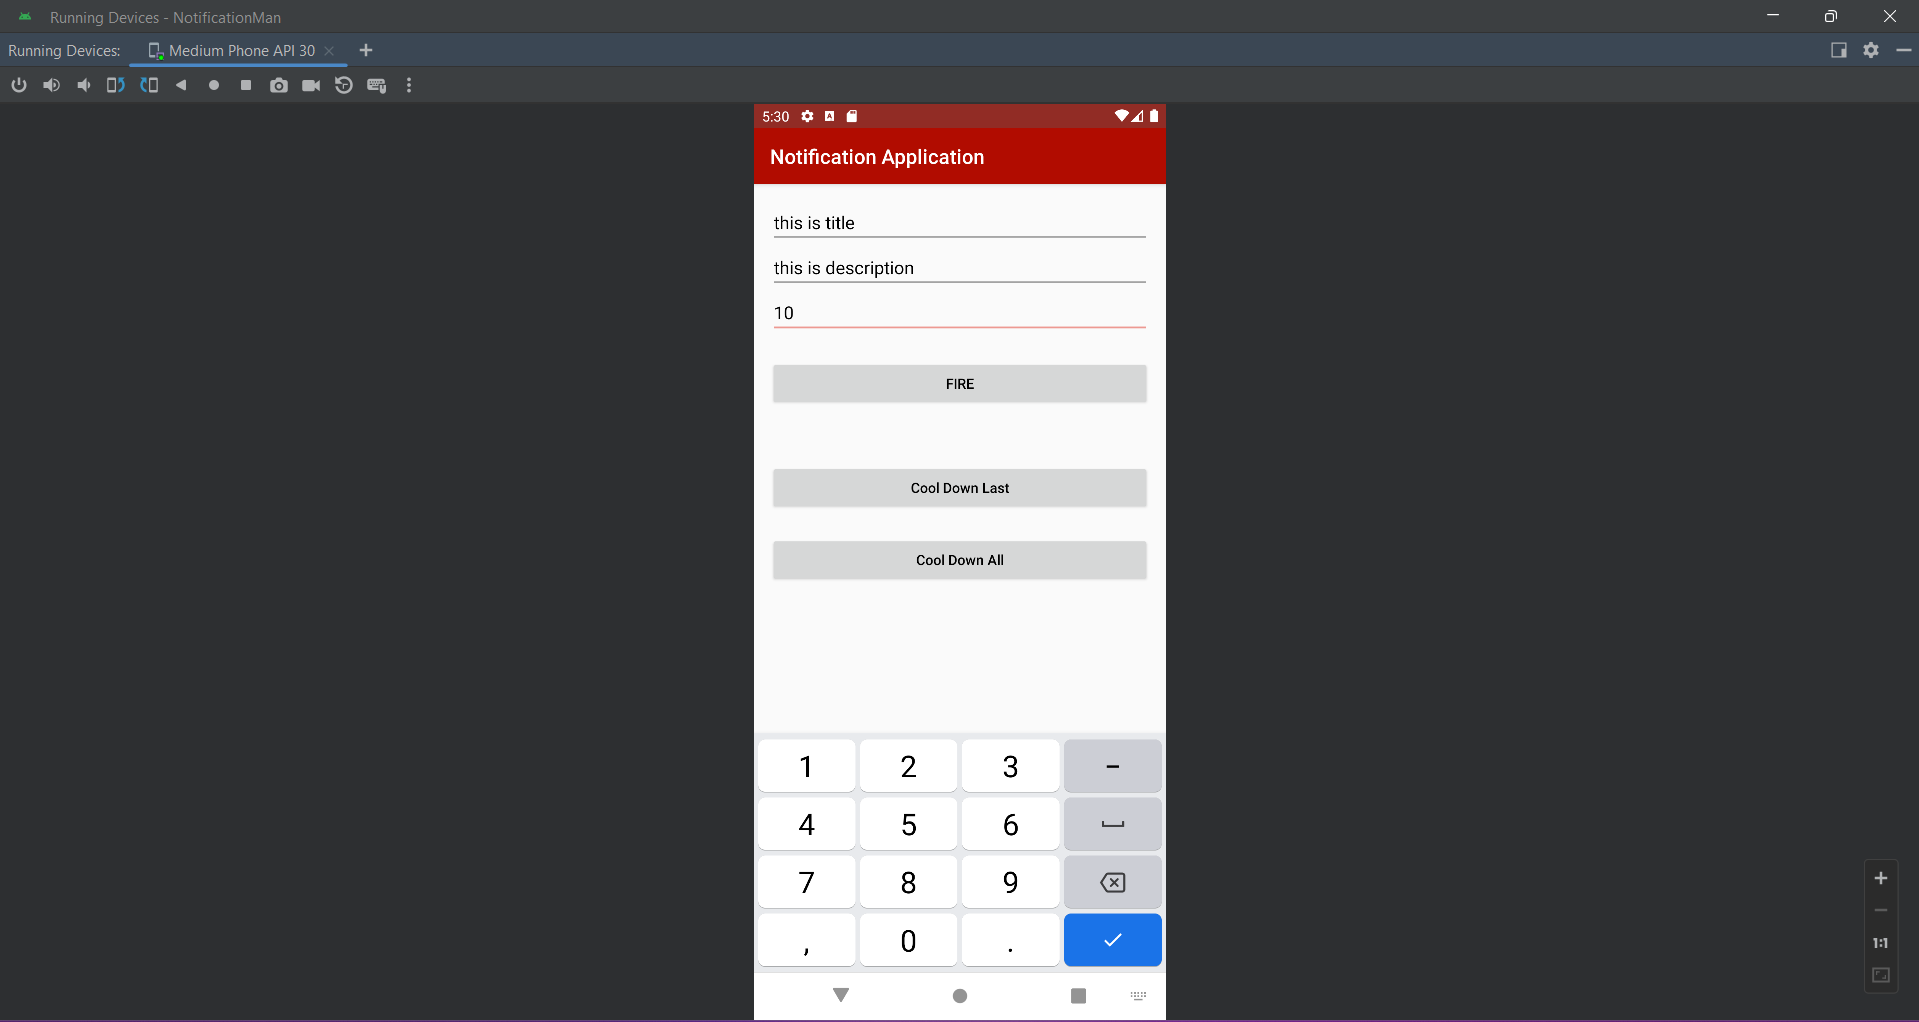 Running Devices - NotificationMan
Running Devices: Medium Phone API 30
5:30
Notification Application
this is title
this is description
10
FIRE
Cool Down Last
Cool Down All
1 2 3 -
4 5 6
7 8 9
, 0 .
1:1